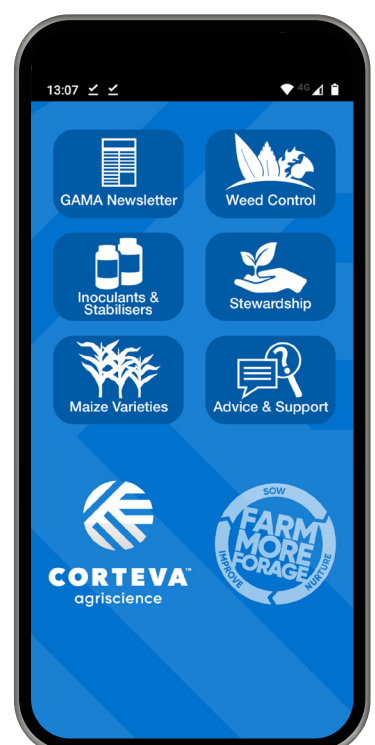 13:07
4G
GAMA Newsletter
Weed Control
Inoculants &
Stabilisers
Stewardship
Maize Varieties
Advice & Support
CORTEVA™
agriscience
SOW
FARM
MORE
FORAGE
IMPROVE
NURTURE